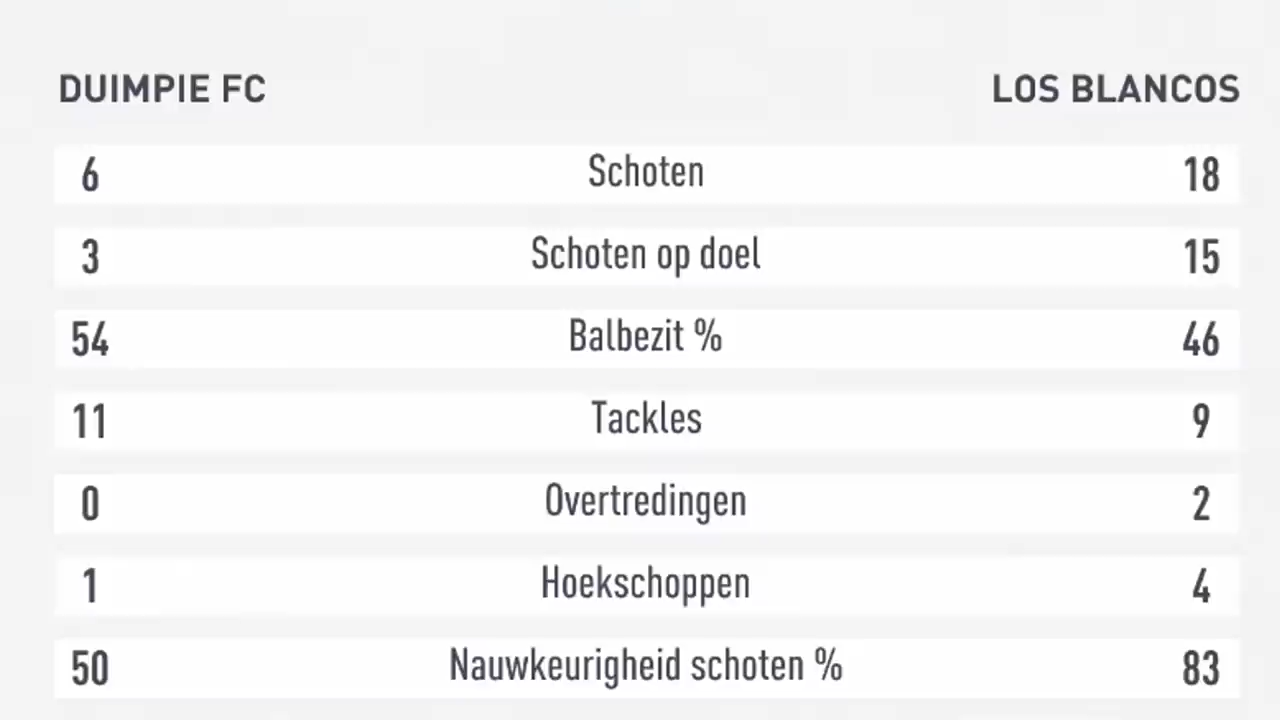 DUIMPIE FC LOS BLANCOS
6 Schoten 18
3 Schoten op doel 15
54 Balbezit % 46
11 Tackles 9
0 Overtredingen 2
1 Hoekschoppen 4
50 Nauwkeurigheid schoten % 83